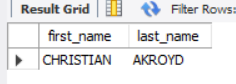 Result Grid Filter Rows:
first_name last_name
CHRISTIAN AKROYD